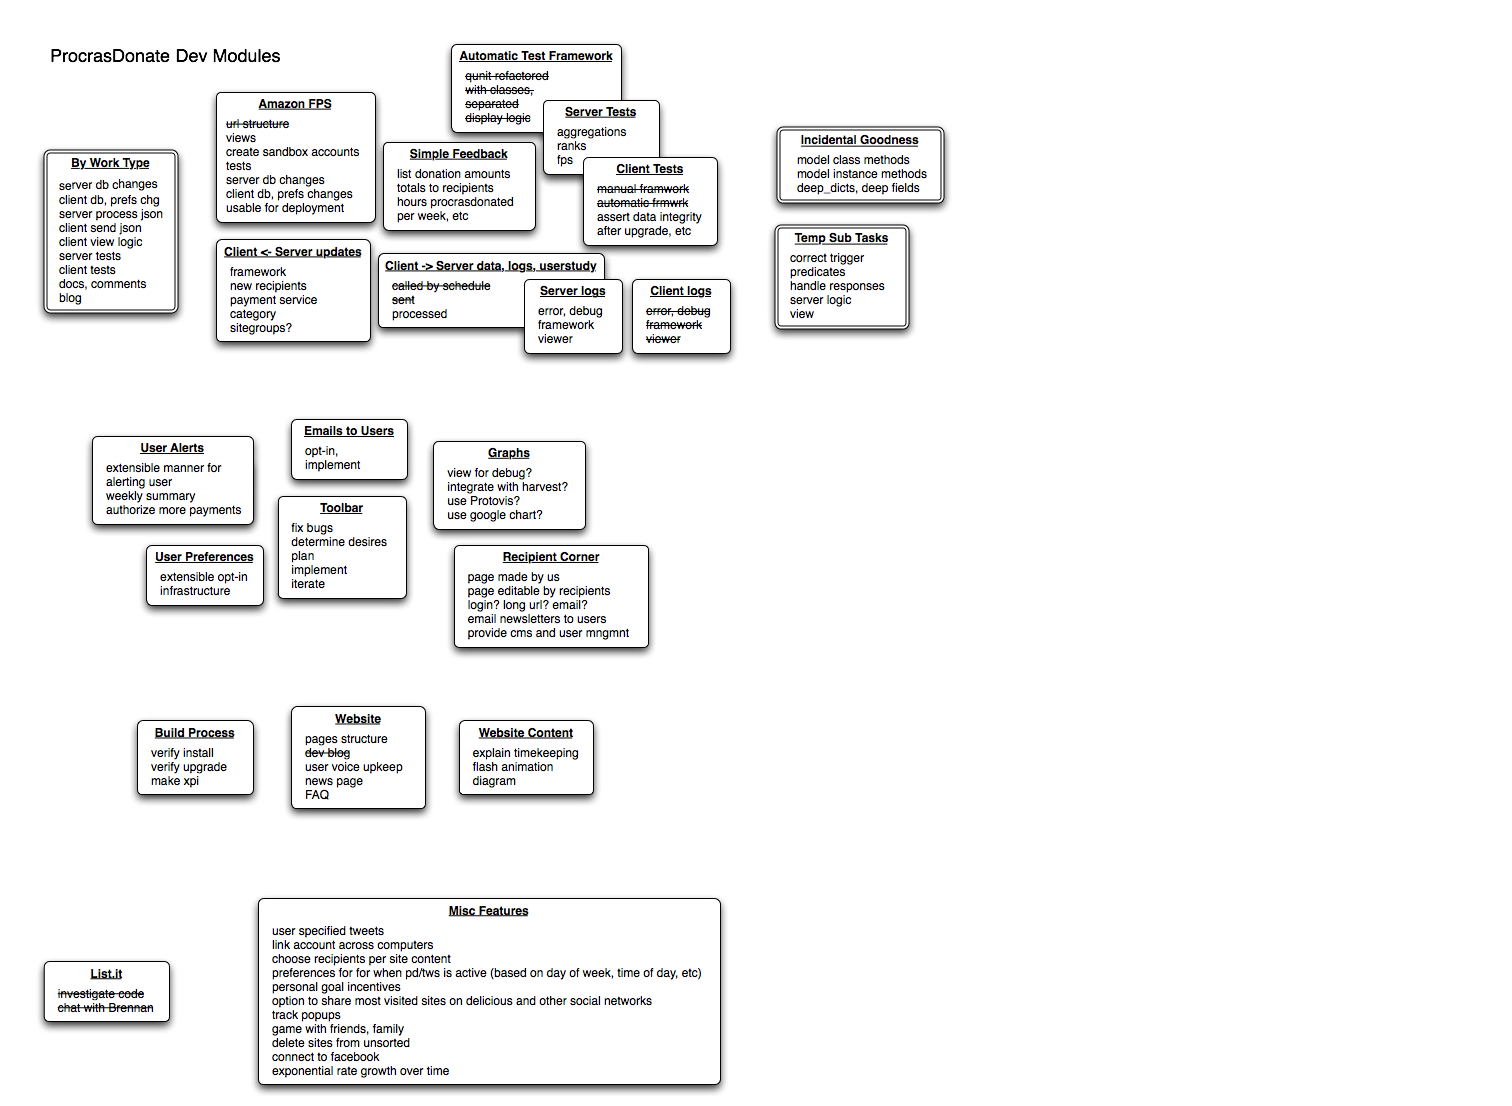 ProcrasDonate Dev Modules
By Work Type
server db changes
client db, prefs chg
server process json
client send json
client view logic
server tests
client tests
docs, comments
blog
Amazon FPS
url structure
views
create sandbox accounts
tests
server db changes
client db, prefs changes
usable for deployment
Automatic Test Framework
qunit refactored
with classes,
separated
display logic
Simple Feedback
list donation amounts
totals to recipients
hours procrasdonated
per week, etc
Server Tests
aggregations
ranks
fps
Client Tests
manual framwork
automatic frmwrk
assert data integrity
after upgrade, etc
Incidental Goodness
model class methods
model instance methods
deep_dicts, deep fields
Temp Sub Tasks
correct trigger
predicates
handle responses
server logic
view
Client <- Server updates
framework
new recipients
payment service
category
sitegroups?
Client -> Server data, logs, userstudy
called by schedule
sent
processed
Server logs
error, debug
framework
viewer
Client logs
error, debug
framework
viewer
User Alerts
extensible manner for
alerting user
weekly summary
authorize more payments
Emails to Users
opt-in,
implement
Graphs
view for debug?
integrate with harvest?
use Protovis?
use google chart?
Toolbar
fix bugs
determine desires
plan
implement
iterate
User Preferences
extensible opt-in
infrastructure
Recipient Corner
page made by us
page editable by recipients
login? long url? email?
email newsletters to users
provide cms and user mngmnt
Build Process
verify install
verify upgrade
make xpi
Website
pages structure
dev blog
user voice upkeep
news page
FAQ
Website Content
explain timekeeping
flash animation
diagram
List.it
investigate code
chat with Brennan
Misc Features
user specified tweets
link account across computers
choose recipients per site content
preferences for for when pd/tws is active (based on day of week, time of day, etc)
personal goal incentives
option to share most visited sites on delicious and other social networks
track popups
game with friends, family
delete sites from unsorted
connect to facebook
exponential rate growth over time